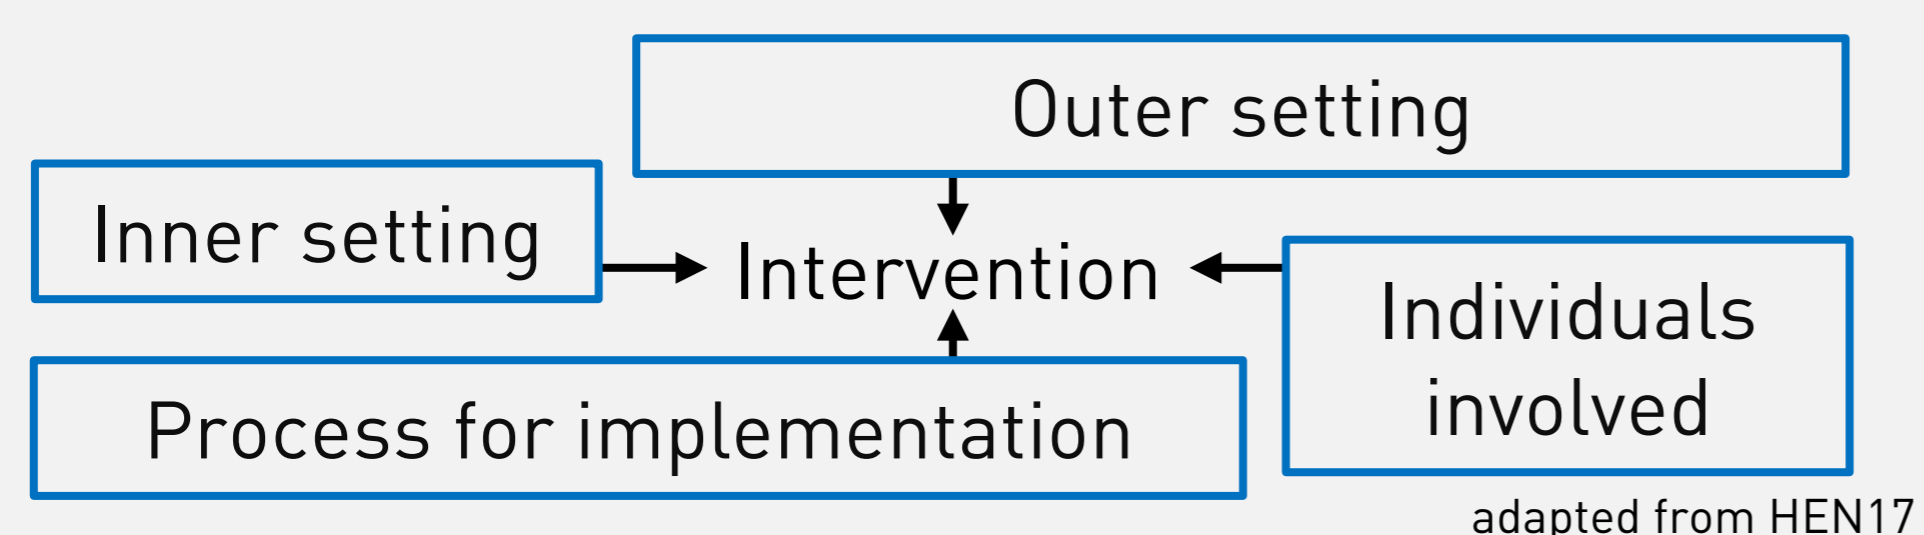 Outer setting
Inner setting
Intervention
Individuals
involved
Process for implementation
adapted from HEN17